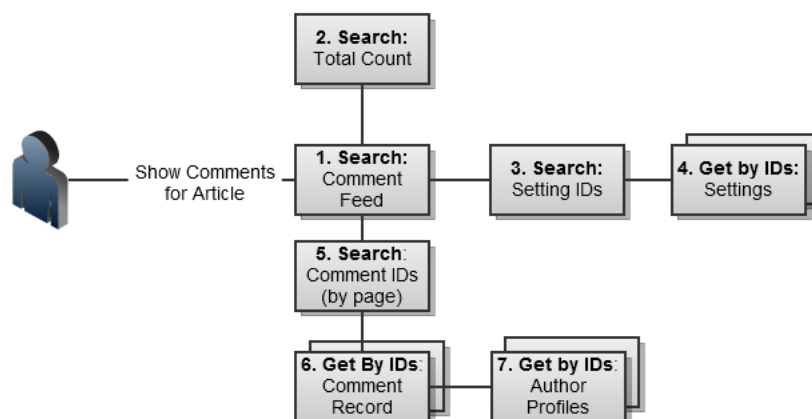 2. Search:
Total Count
Show Comments
for Article
1. Search:
Comment
Feed
3. Search:
Setting IDs
4. Get by IDs:
Settings
5. Search:
Comment IDs
(by page)
6. Get By IDs:
Comment
Record
7. Get by IDs:
Author
Profiles